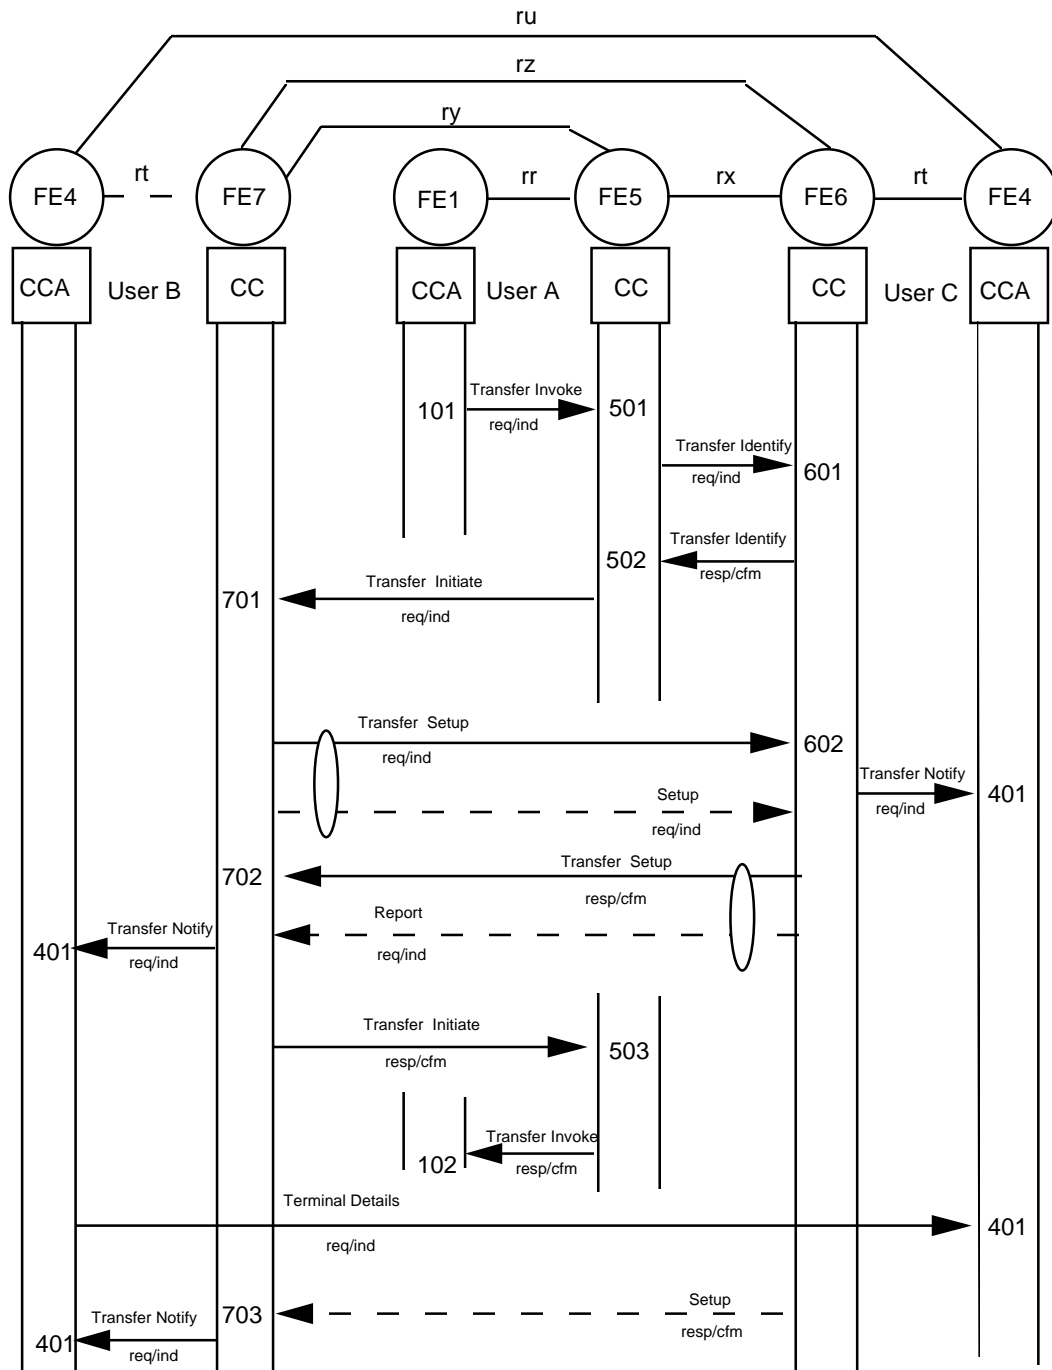 ru
rz
ry
rt
rr
rx
rt
FE4
FE7
FE1
FE5
FE6
FE4
CCA
User B
CC
CCA
User A
CC
CC
User C
CCA
Transfer Invoke
101
501
req/ind
Transfer Identify
601
req/ind
Transfer Identify
502
resp/cfm
Transfer Initiate
701
req/ind
Transfer Setup
602
req/ind
Transfer Notify
401
req/ind
Setup
req/ind
Transfer Setup
702
resp/cfm
Report
req/ind
Transfer Notify
401
req/ind
Transfer Initiate
503
resp/cfm
Transfer Invoke
102
resp/cfm
Terminal Details
401
req/ind
Setup
703
resp/cfm
Transfer Notify
401
req/ind